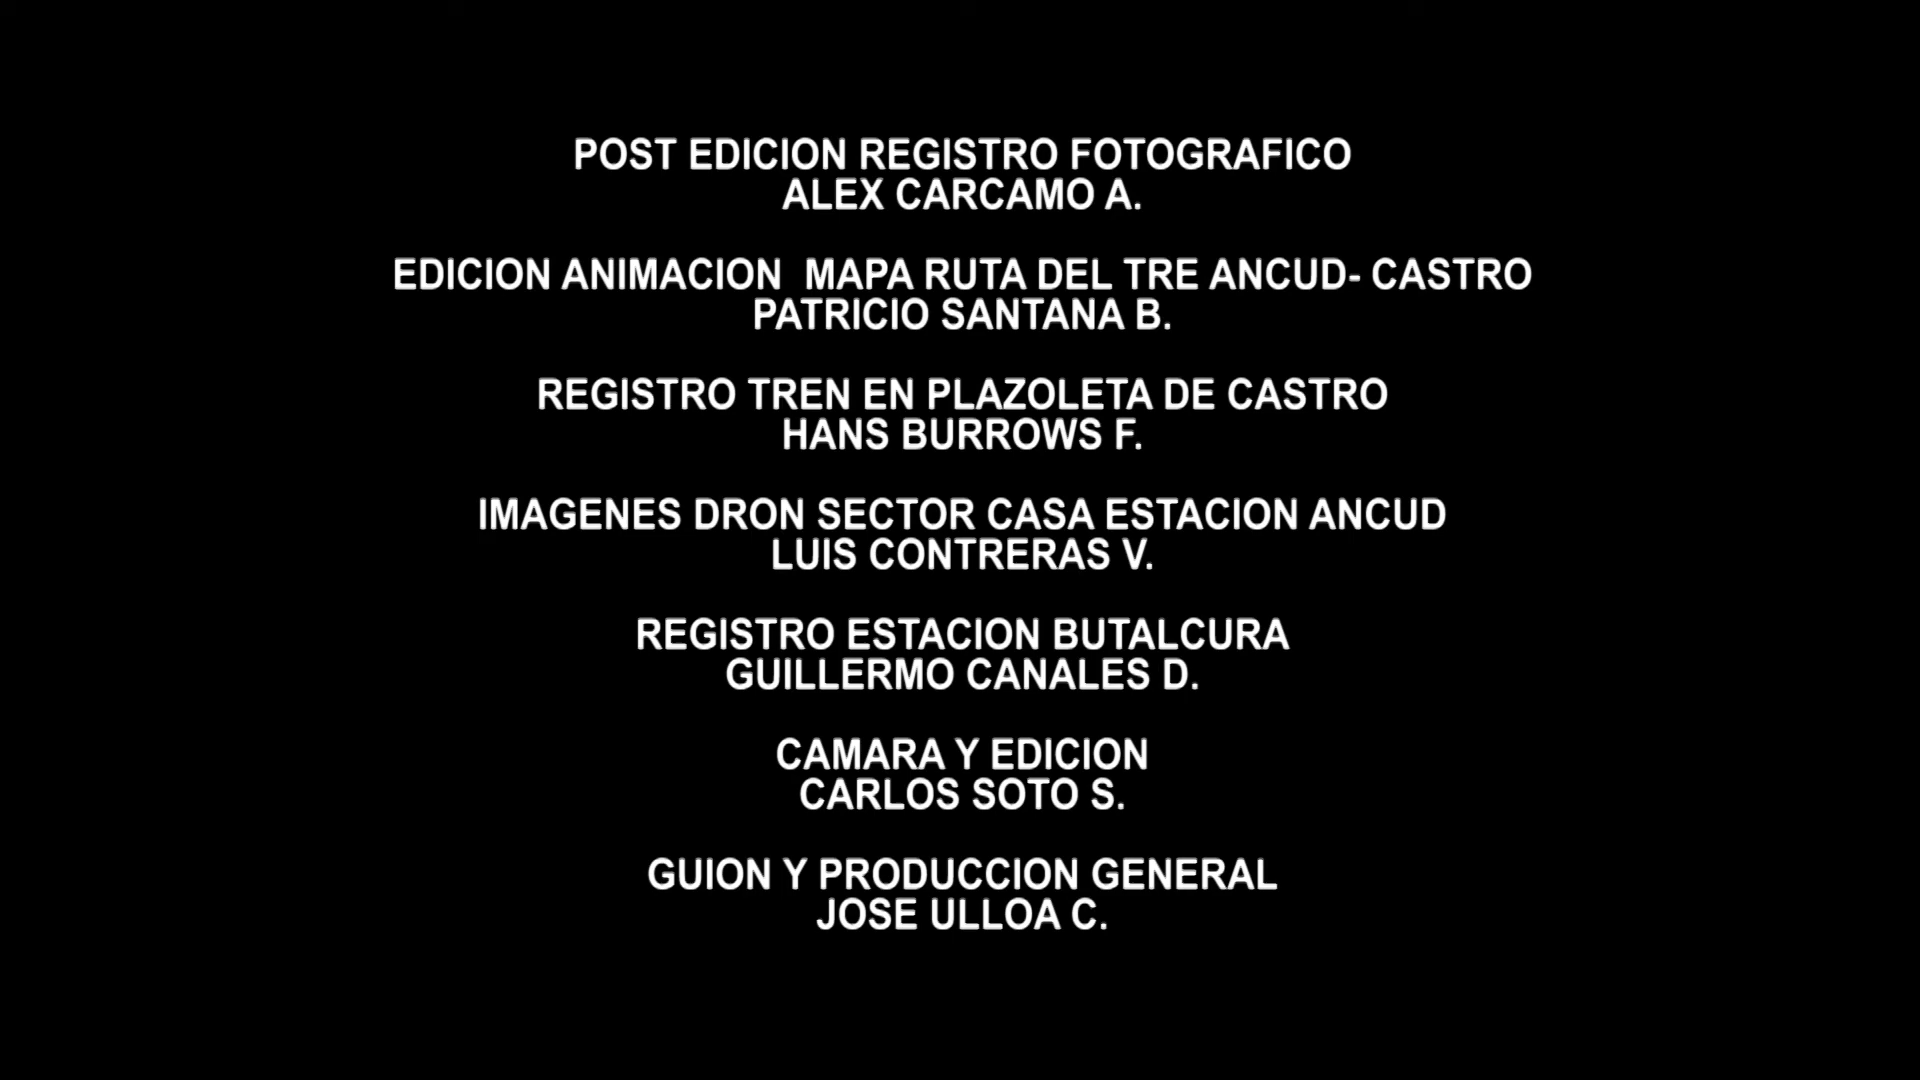 POST EDICION REGISTRO FOTOGRAFICO
ALEX CARCAMO A.
EDICION ANIMACION  MAPA RUTA DEL TRE ANCUD- CASTRO
PATRICIO SANTANA B.
REGISTRO TREN EN PLAZOLETA DE CASTRO
HANS BURROWS F.
IMAGENES DRON SECTOR CASA ESTACION ANCUD
LUIS CONTRERAS V.
REGISTRO ESTACION BUTALCURA
GUILLERMO CANALES D.
CAMARA Y EDICION
CARLOS SOTO S.
GUION Y PRODUCCION GENERAL
JOSE ULLOA C.